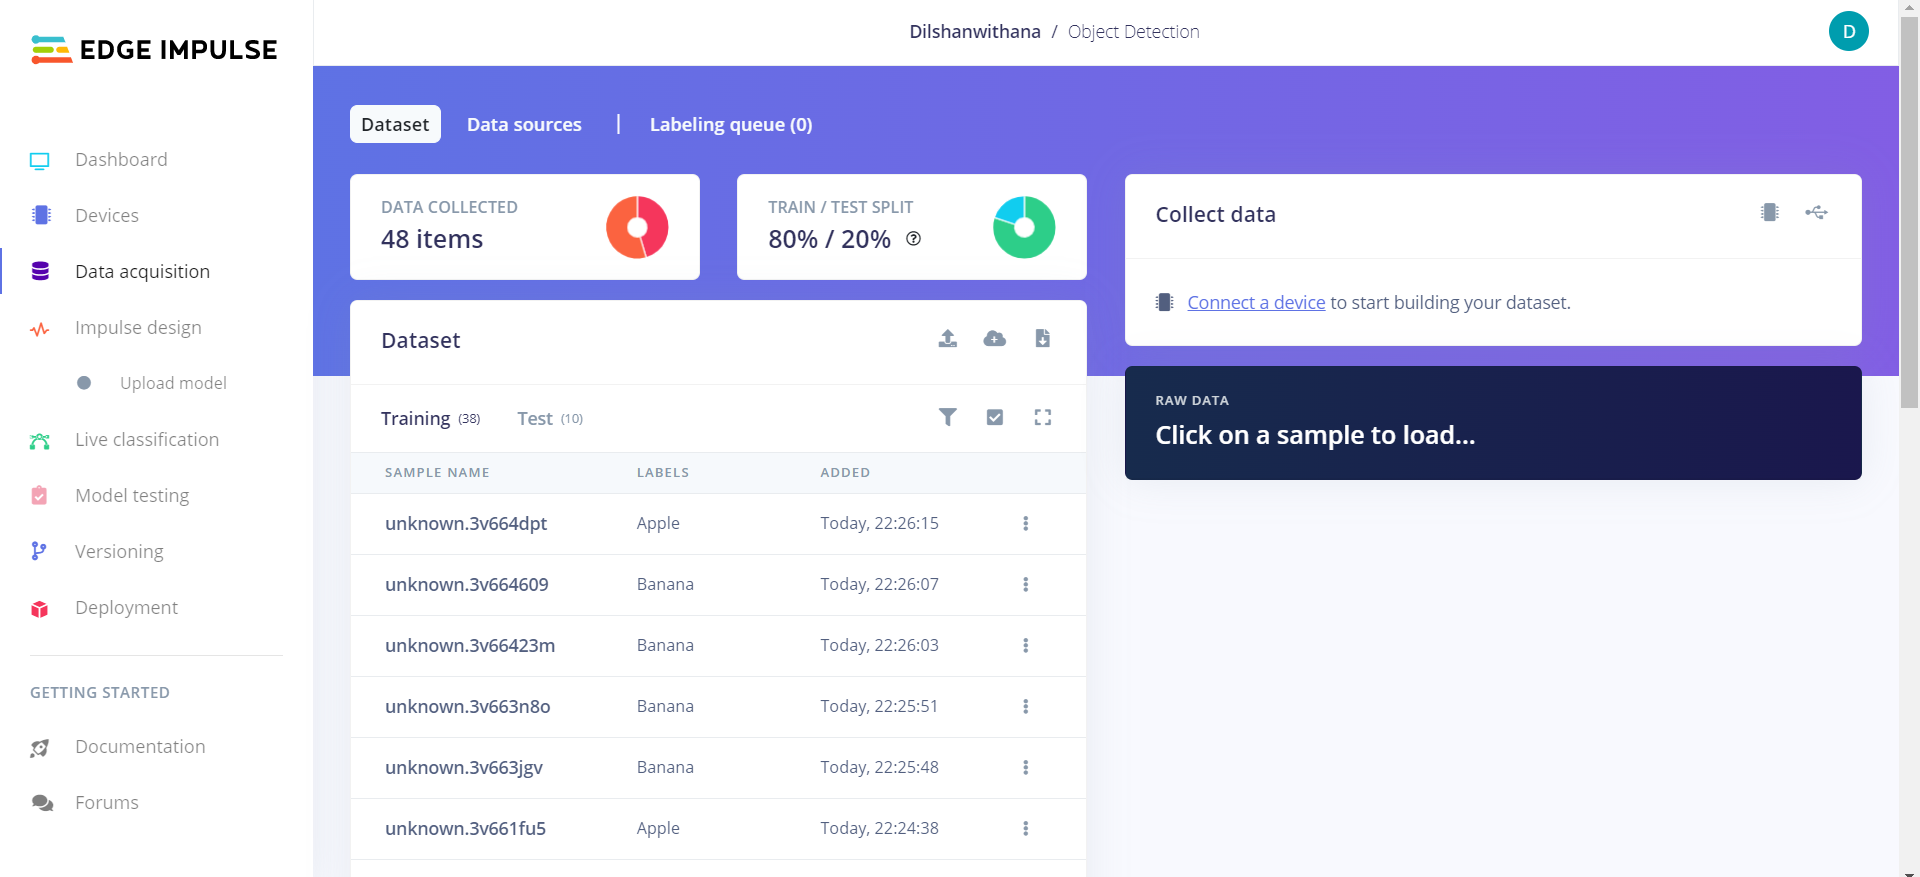 EDGE IMPULSE
Dilshanwithana / Object Detection
D
Dashboard
Devices
Data acquisition
Impulse design
Upload model
Live classification
Model testing
Versioning
Deployment
GETTING STARTED
Documentation
Forums
Dataset Data sources | Labeling queue (0)
DATA COLLECTED
48 items
TRAIN / TEST SPLIT
80% / 20%
Dataset
Training (38) Test (10)
SAMPLE NAME LABELS ADDED
unknown.3v664dpt Apple Today, 22:26:15
unknown.3v664609 Banana Today, 22:26:07
unknown.3v66423m Banana Today, 22:26:03
unknown.3v663n8o Banana Today, 22:25:51
unknown.3v663jgv Banana Today, 22:25:48
unknown.3v661fu5 Apple Today, 22:24:38
Collect data
Connect a device to start building your dataset.
RAW DATA
Click on a sample to load...